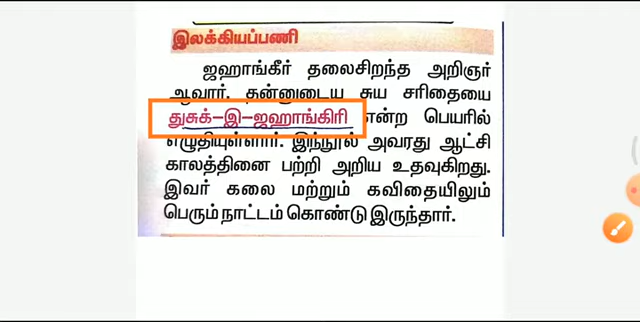 இலக்கியப்பணி
ஜஹாங்கீர் தலைசிறந்த அறிஞர்
ஆவார். தன்னுடைய சுய சரிதையை
துசுக்-இ-ஜஹாங்கிரி என்ற பெயரில்
எழுதியுள்ளார். இந்நூல் அவரது ஆட்சி
காலத்தினை பற்றி அறிய உதவுகிறது.
இவர் கலை மற்றும் கவிதையிலும்
பெரும் நாட்டம் கொண்டு இருந்தார்.